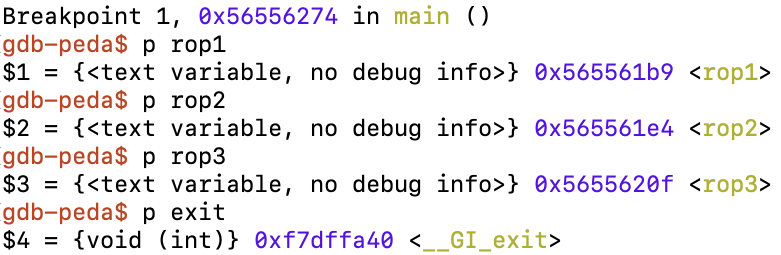 Breakpoint 1, 0x56556274 in main ()
gdb-peda$ p rop1
$1 = {<text variable, no debug info>} 0x565561b9 <rop1>
gdb-peda$ p rop2
$2 = {<text variable, no debug info>} 0x565561e4 <rop2>
gdb-peda$ p rop3
$3 = {<text variable, no debug info>} 0x5655620f <rop3>
gdb-peda$ p exit
$4 = {void (int)} 0xf7dffa40 <__GI_exit>